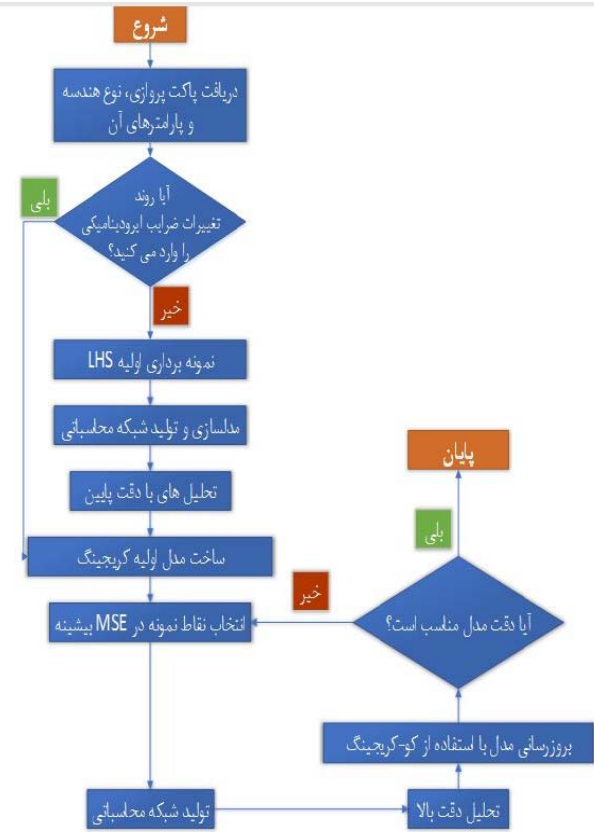 شروع
دریافت پاکت پروازی، نوع هندسه
و پارامترهای آن
آیا روند
تغییرات ضرایب ایرودینامیکی
را وارد می کنید؟
بلی
خیر
نمونه برداری اولیه LHS
مدلسازی و تولید شبکه محاسباتی
تحلیل های با دقت پایین
ساخت مدل اولیه کریجینگ
انتخاب نقاط نمونه در MSE بیشینه
تولید شبکه محاسباتی
تحلیل دقت بالا
بروزرسانی مدل با استفاده از کو-کریجینگ
آیا دقت مدل مناسب است؟
خیر
بلی
پایان